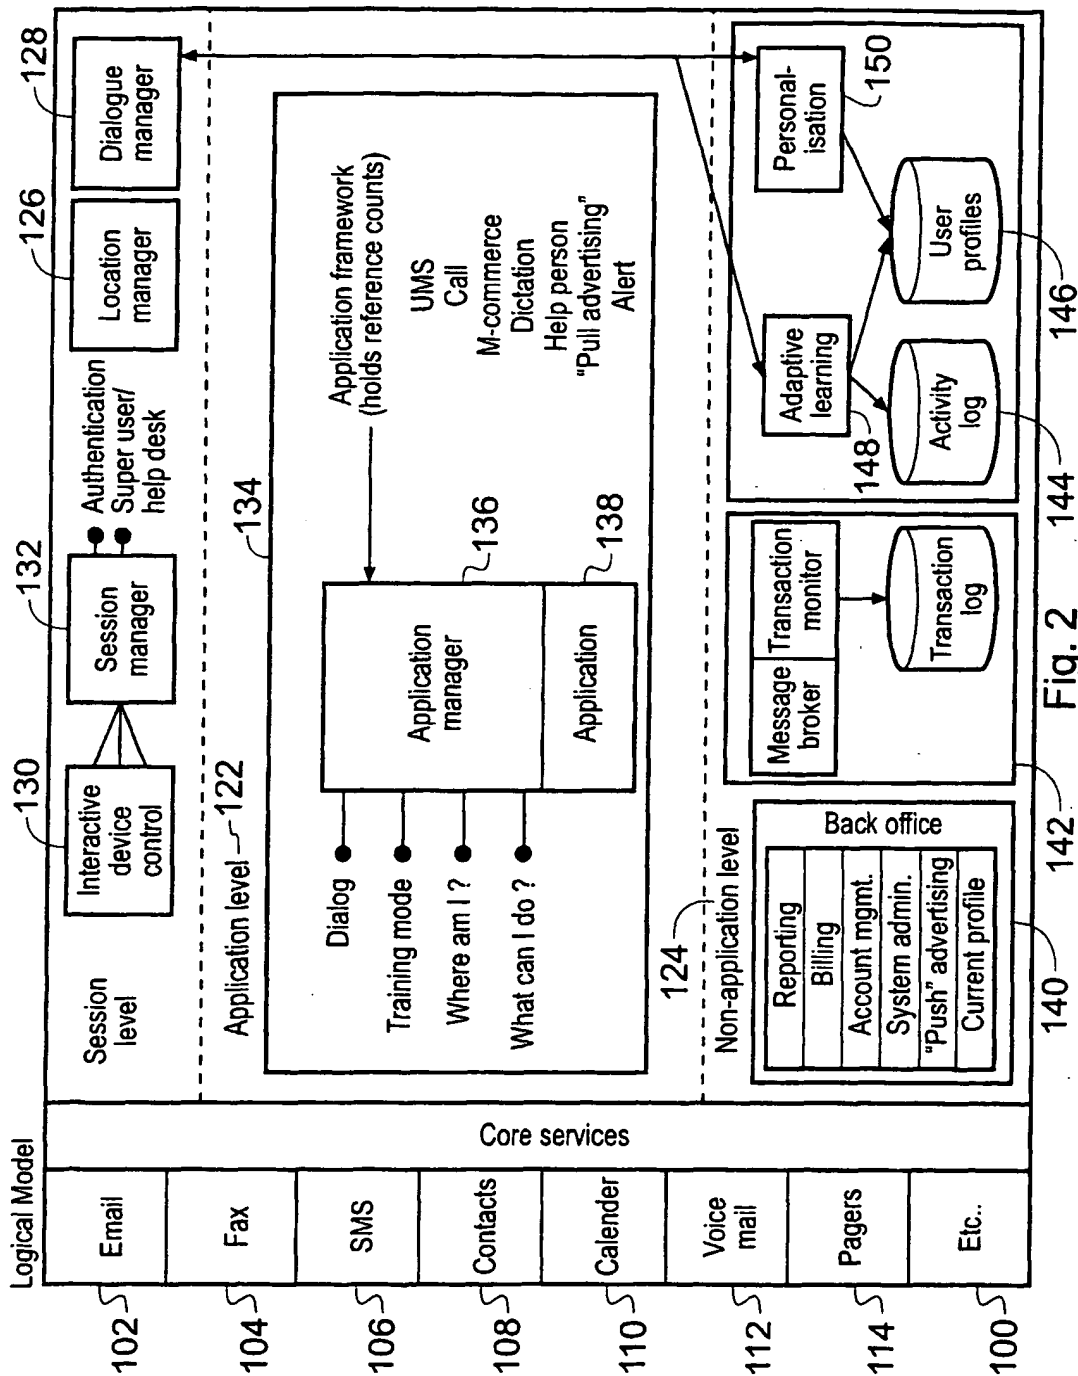 Logical Model
Email
Fax
SMS
Contacts
Calender
Voice
mail
Pagers
Etc..
102
104
106
108
110
112
114
100
Core services
Session
level
130
Interactive
device
control
132
Session
manager
Authentication
Super user/
help desk
126
Location
manager
128
Dialogue
manager
Application level
122
134
Dialog
Training mode
Where am I ?
What can I do ?
Application
manager
136
Application
138
Application framework
(holds reference counts)
UMS
Call
M-commerce
Dictation
Help person
"Pull advertising"
Alert
124
Non-application level
Back office
Reporting
Billing
Account mgmt.
System admin.
"Push" advertising
Current profile
140
Message
broker
Transaction
monitor
Transaction
log
142
Adaptive
learning
148
Personal-
isation
150
Activity
log
144
User
profiles
146
Fig. 2